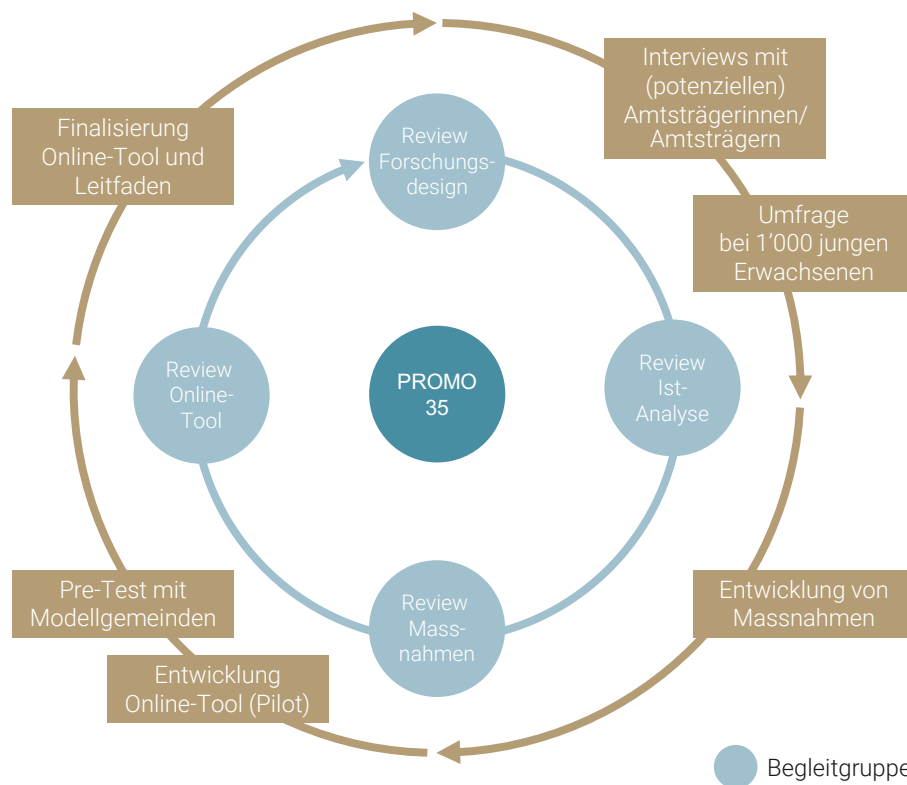 Interviews mit
(potenziellen)
Amtsträgerinnen/
Amtsträgern
Umfrage
bei 1’000 jungen
Erwachsenen
Finalisierung
Online-Tool und
Leitfaden
Review
Forschungs-
design
Review
Online-
Tool
PROMO
35
Review
Ist-
Analyse
Review
Mass-
nahmen
Pre-Test mit
Modellgemeinden
Entwicklung
Online-Tool (Pilot)
Entwicklung von
Massnahmen
Begleitgruppe